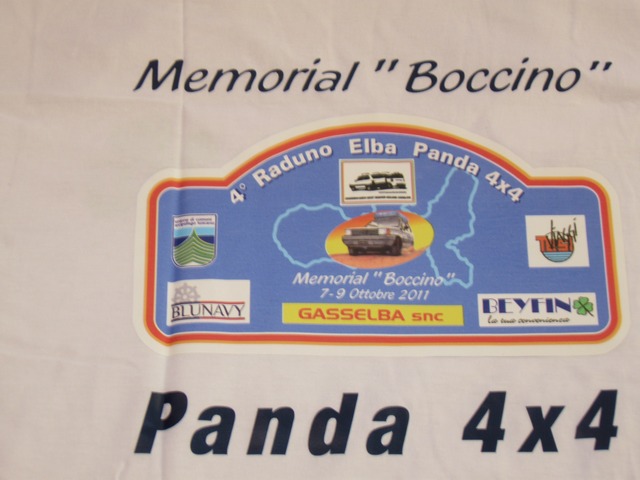 Memorial "Boccino"
4° Raduno Elba Panda 4x4
Memorial "Boccino"
7-9 Ottobre 2011
BLUNAVY
GASSELBA snc
BEYFIN
la tua convenienza
Panda 4x4